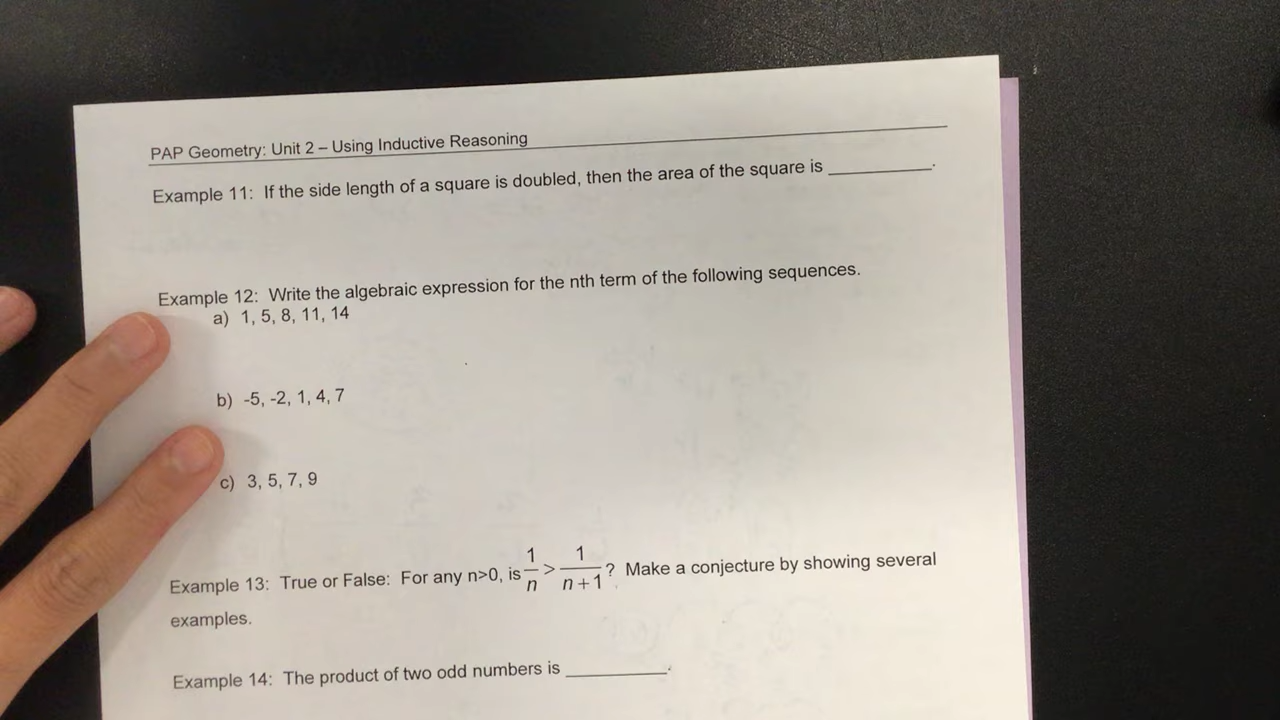 PAP Geometry: Unit 2 – Using Inductive Reasoning
Example 11: If the side length of a square is doubled, then the area of the square is __________.
Example 12: Write the algebraic expression for the nth term of the following sequences.
a) 1, 5, 8, 11, 14
b) -5, -2, 1, 4, 7
c) 3, 5, 7, 9
Example 13: True or False: For any n>0, is 1/n > 1/(n+1)? Make a conjecture by showing several
examples.
Example 14: The product of two odd numbers is __________.